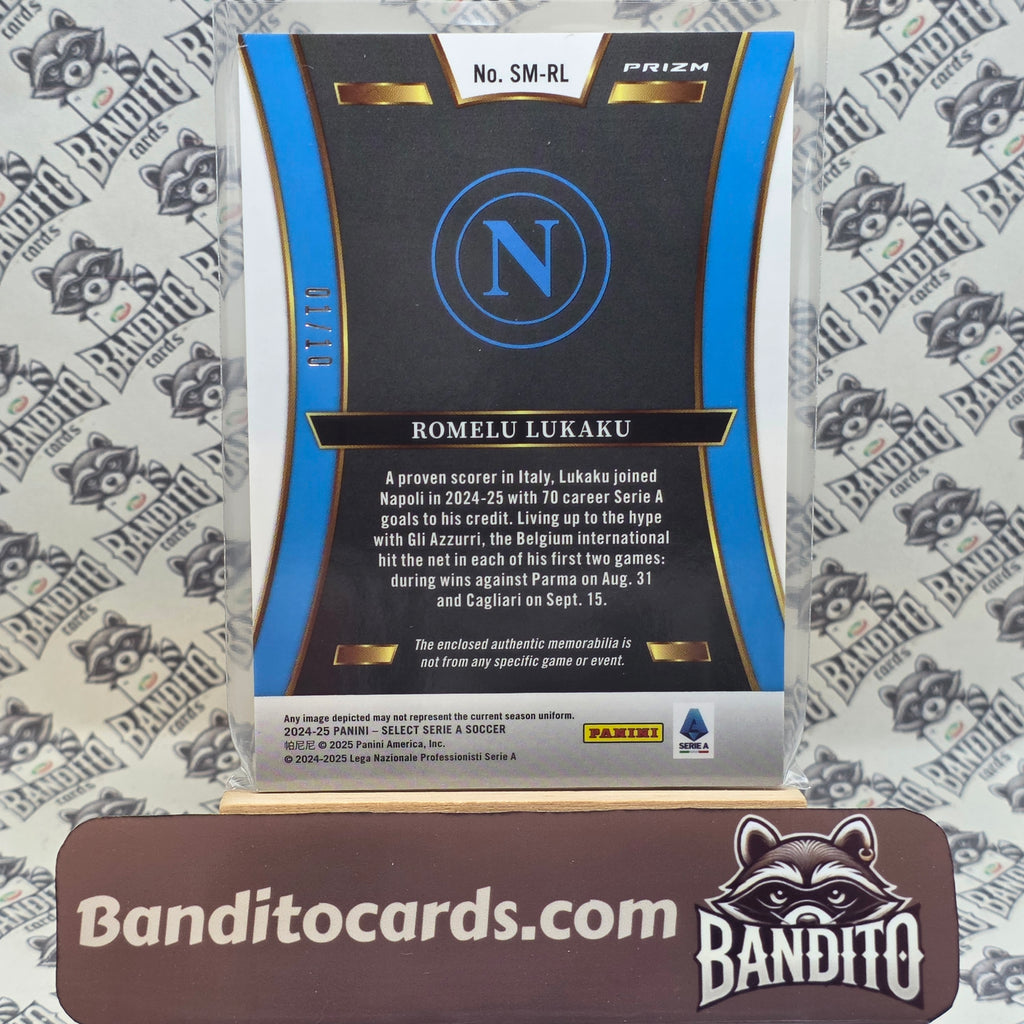 No. SM-RL
PRIZM
N
01/10
ROMELU LUKAKU
A proven scorer in Italy, Lukaku joined
Napoli in 2024-25 with 70 career Serie A
goals to his credit. Living up to the hype
with Gli Azzurri, the Belgium international
hit the net in each of his first two games:
during wins against Parma on Aug. 31
and Cagliari on Sept. 15.
The enclosed authentic memorabilia is
not from any specific game or event.
Any image depicted may not represent the current season uniform.
2024-25 PANINI – SELECT SERIE A SOCCER
帕尼尼 © 2025 Panini America, Inc.
© 2024-2025 Lega Nazionale Professionisti Serie A
PANINI
SERIE A
Banditocards.com
BANDITO
BANDITO
cards